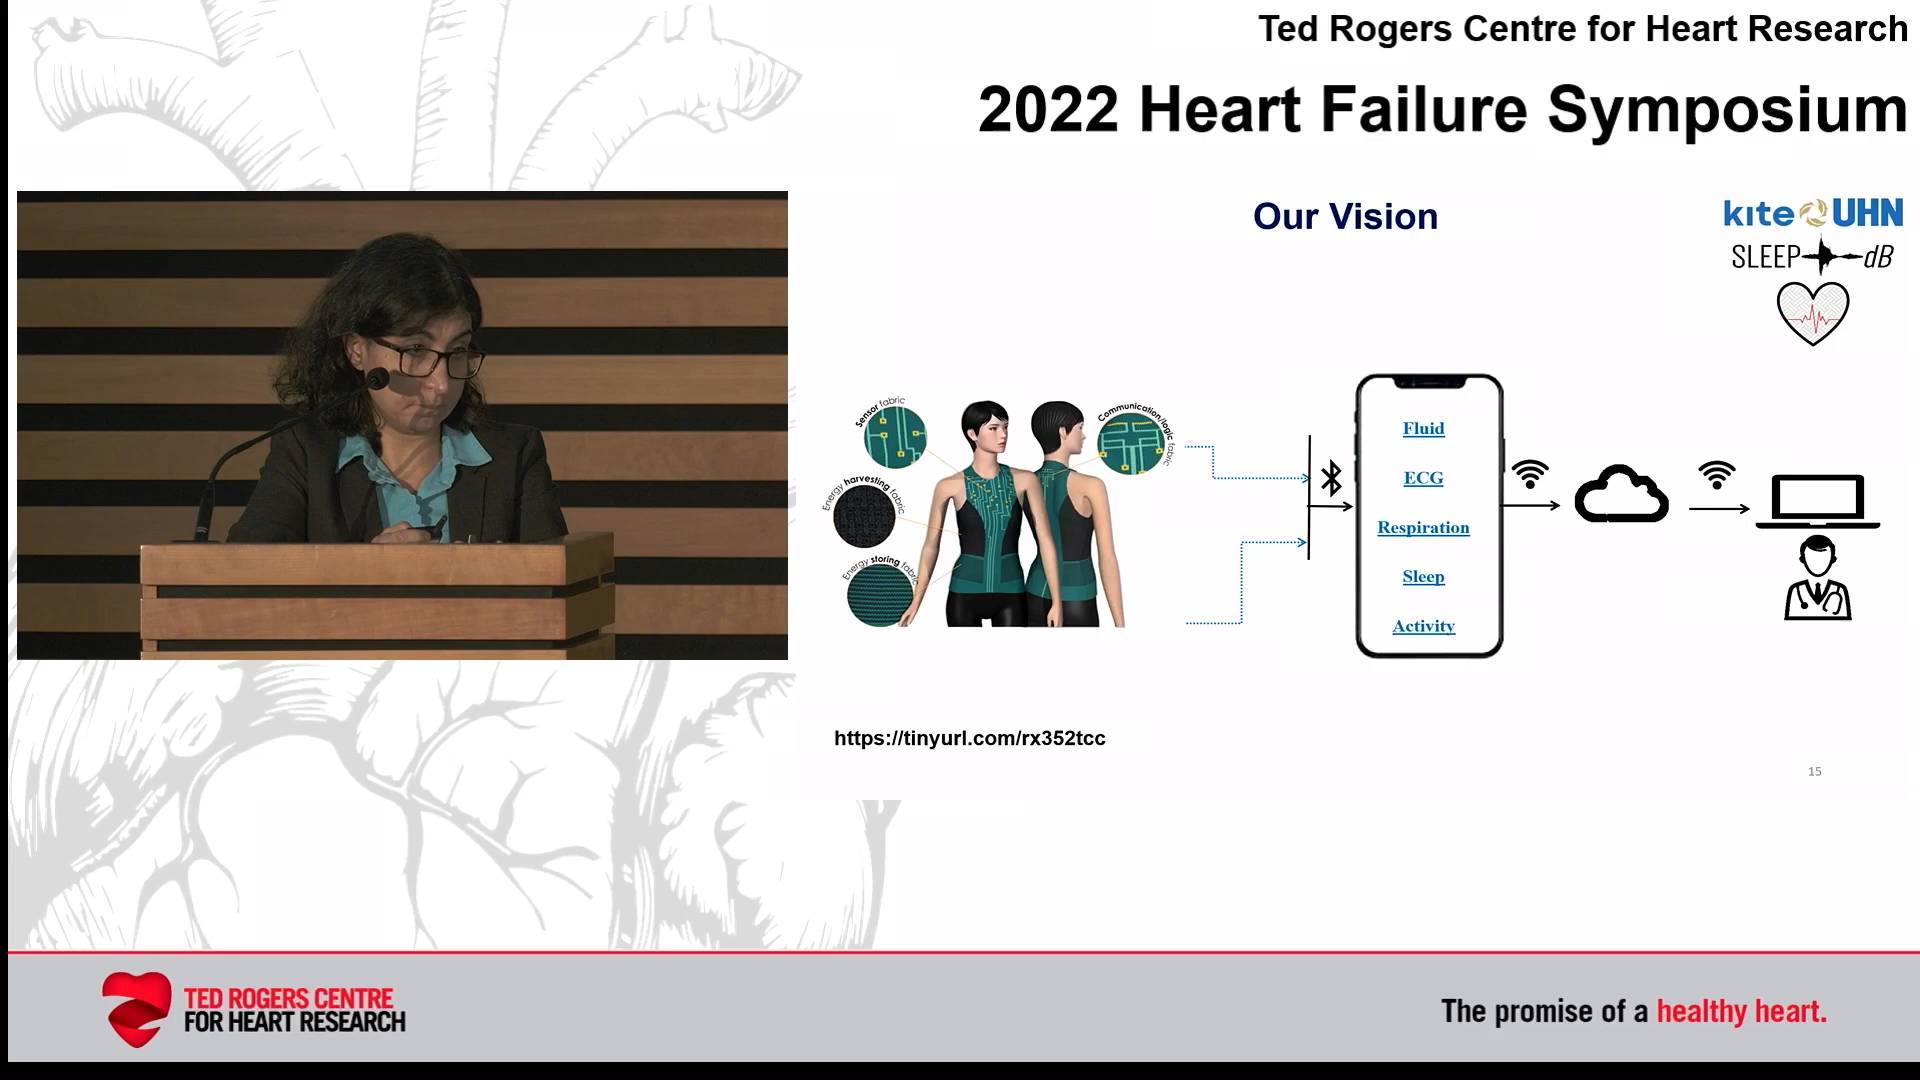 Ted Rogers Centre for Heart Research
2022 Heart Failure Symposium
Our Vision
kite UHN
SLEEP dB
Sensor fabric
Energy harvesting fabric
Energy storing fabric
Communication/logic fabric
Fluid
ECG
Respiration
Sleep
Activity
https://tinyurl.com/rx352tcc
15
TED ROGERS CENTRE
FOR HEART RESEARCH
The promise of a healthy heart.